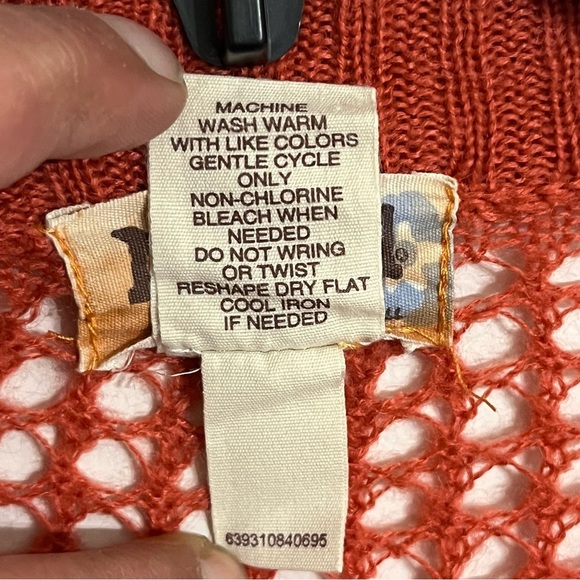 MACHINE
WASH WARM
WITH LIKE COLORS
GENTLE CYCLE
ONLY
NON-CHLORINE
BLEACH WHEN
NEEDED
DO NOT WRING
OR TWIST
RESHAPE DRY FLAT
COOL IRON
IF NEEDED
639310840695